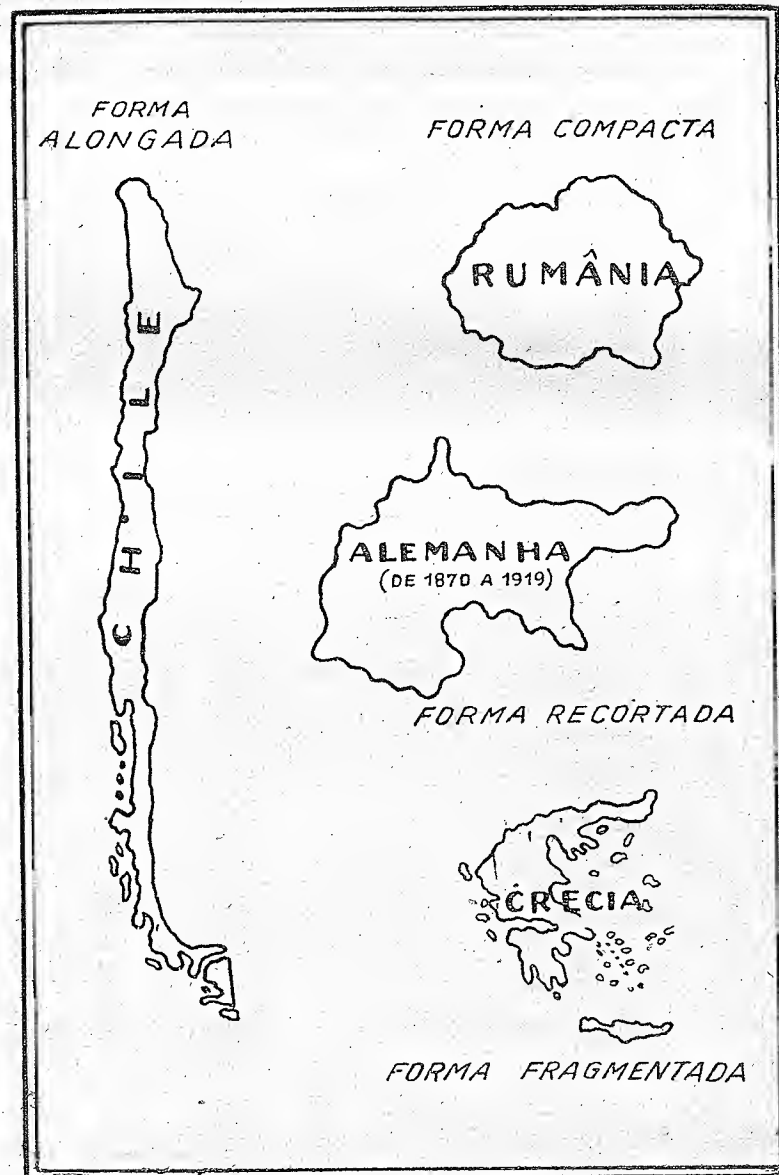 FORMA
ALONGADA
CHILE
FORMA COMPACTA
RUMÂNIA
ALEMANHA
(DE 1870 A 1919)
FORMA RECORTADA
GRECIA
FORMA FRAGMENTADA